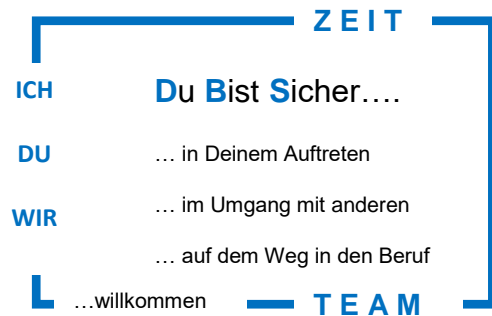 ZEIT
ICH
Du Bist Sicher….
DU
… in Deinem Auftreten
… im Umgang mit anderen
WIR
… auf dem Weg in den Beruf
…willkommen
TEAM